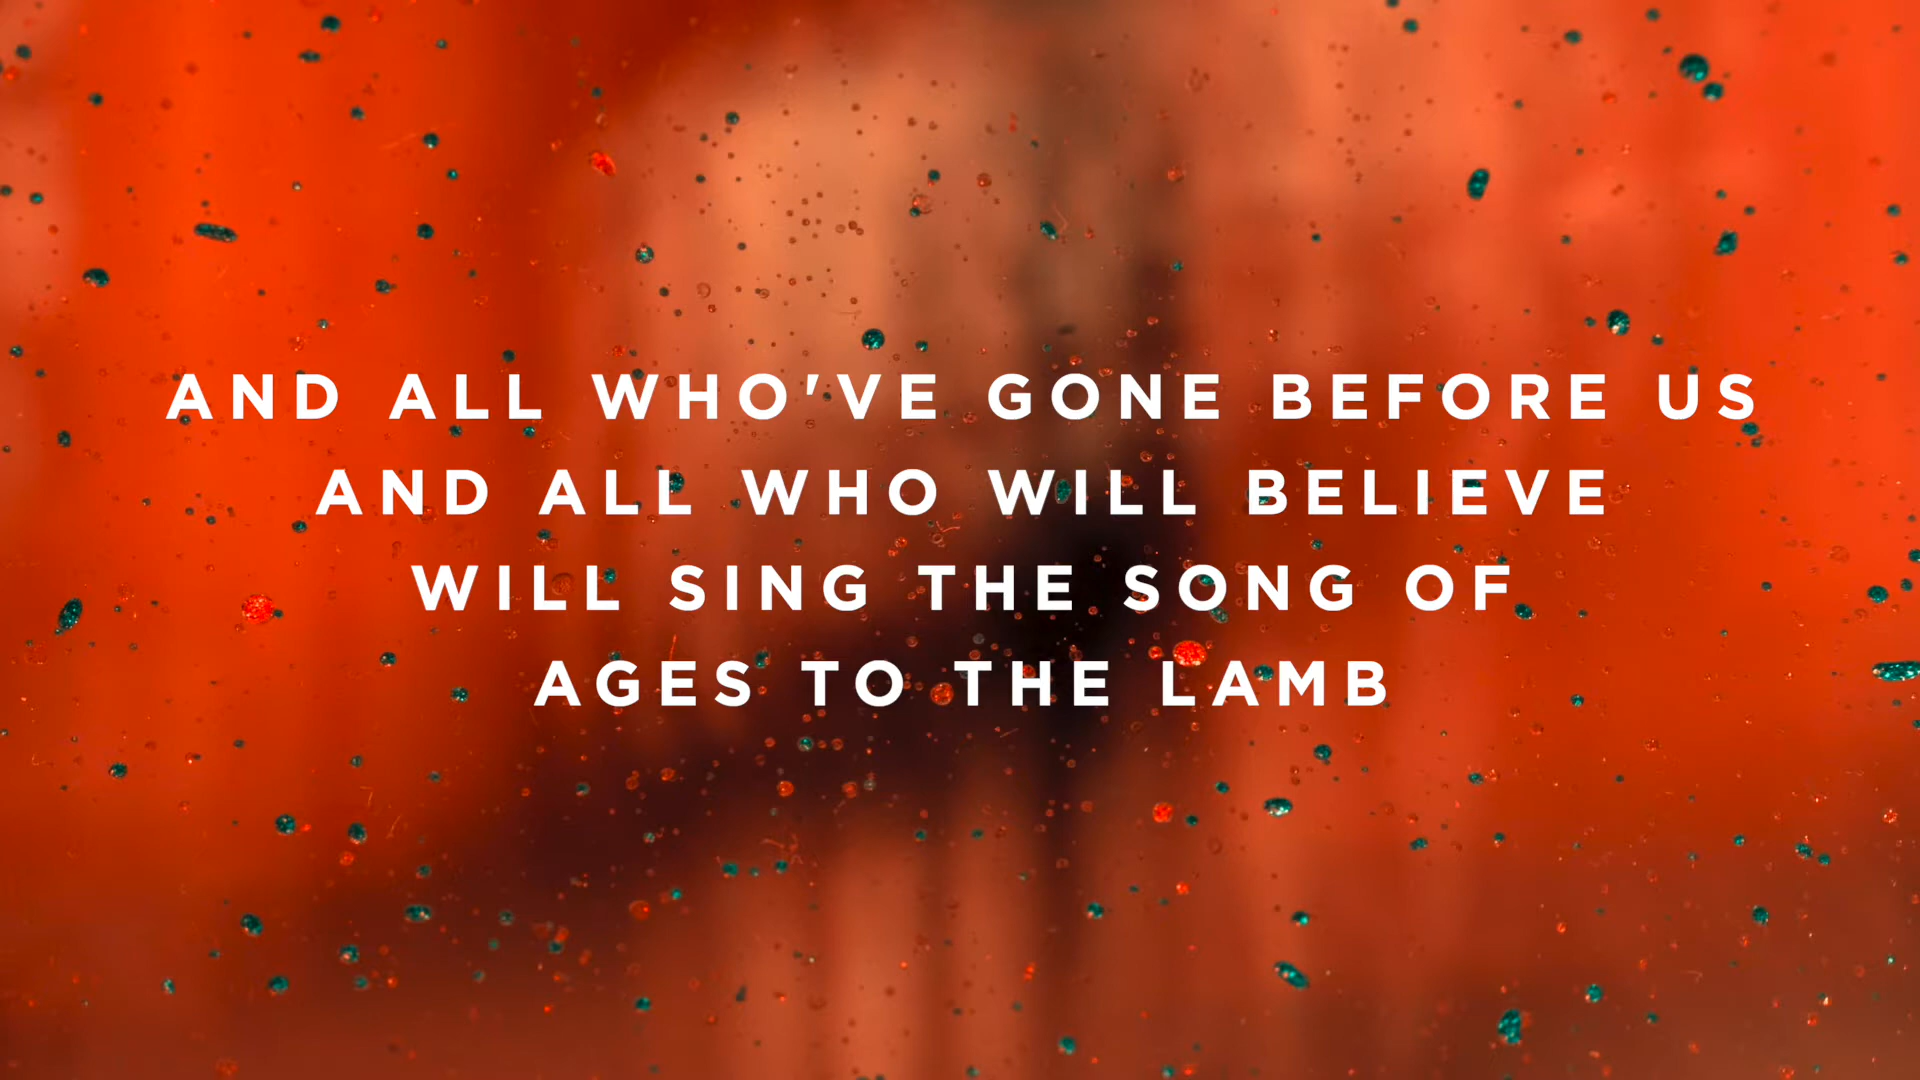 AND ALL WHO'VE GONE BEFORE US
AND ALL WHO WILL BELIEVE
WILL SING THE SONG OF
AGES TO THE LAMB